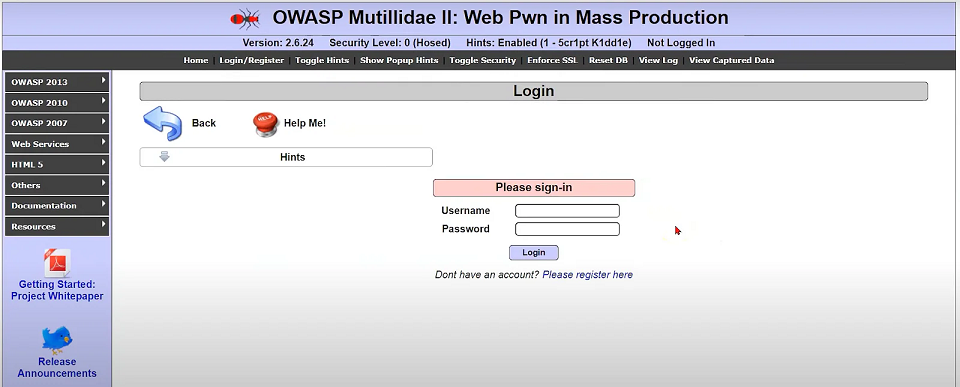 OWASP Mutillidae II: Web Pwn in Mass Production
Version: 2.6.24 Security Level: 0 (Hosed) Hints: Enabled (1 - 5cr1pt K1dd1e) Not Logged In
Home | Login/Register | Toggle Hints | Show Popup Hints | Toggle Security | Enforce SSL | Reset DB | View Log | View Captured Data
OWASP 2013
OWASP 2010
OWASP 2007
Web Services
HTML 5
Others
Documentation
Resources
Getting Started:
Project Whitepaper
Release
Announcements
Login
Back
HELP
Help Me!
Hints
Please sign-in
Username
Password
Login
Dont have an account? Please register here